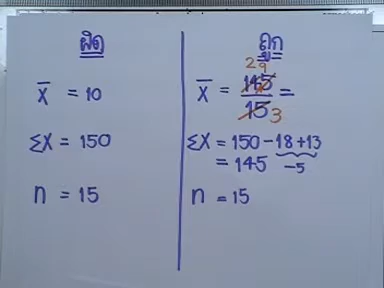 ผิด
x̄ = 10
Σx = 150
n = 15
ถูก
29
x̄ = 145/15 =
3
Σx = 150 - 18 + 13
= 145 -5
n = 15